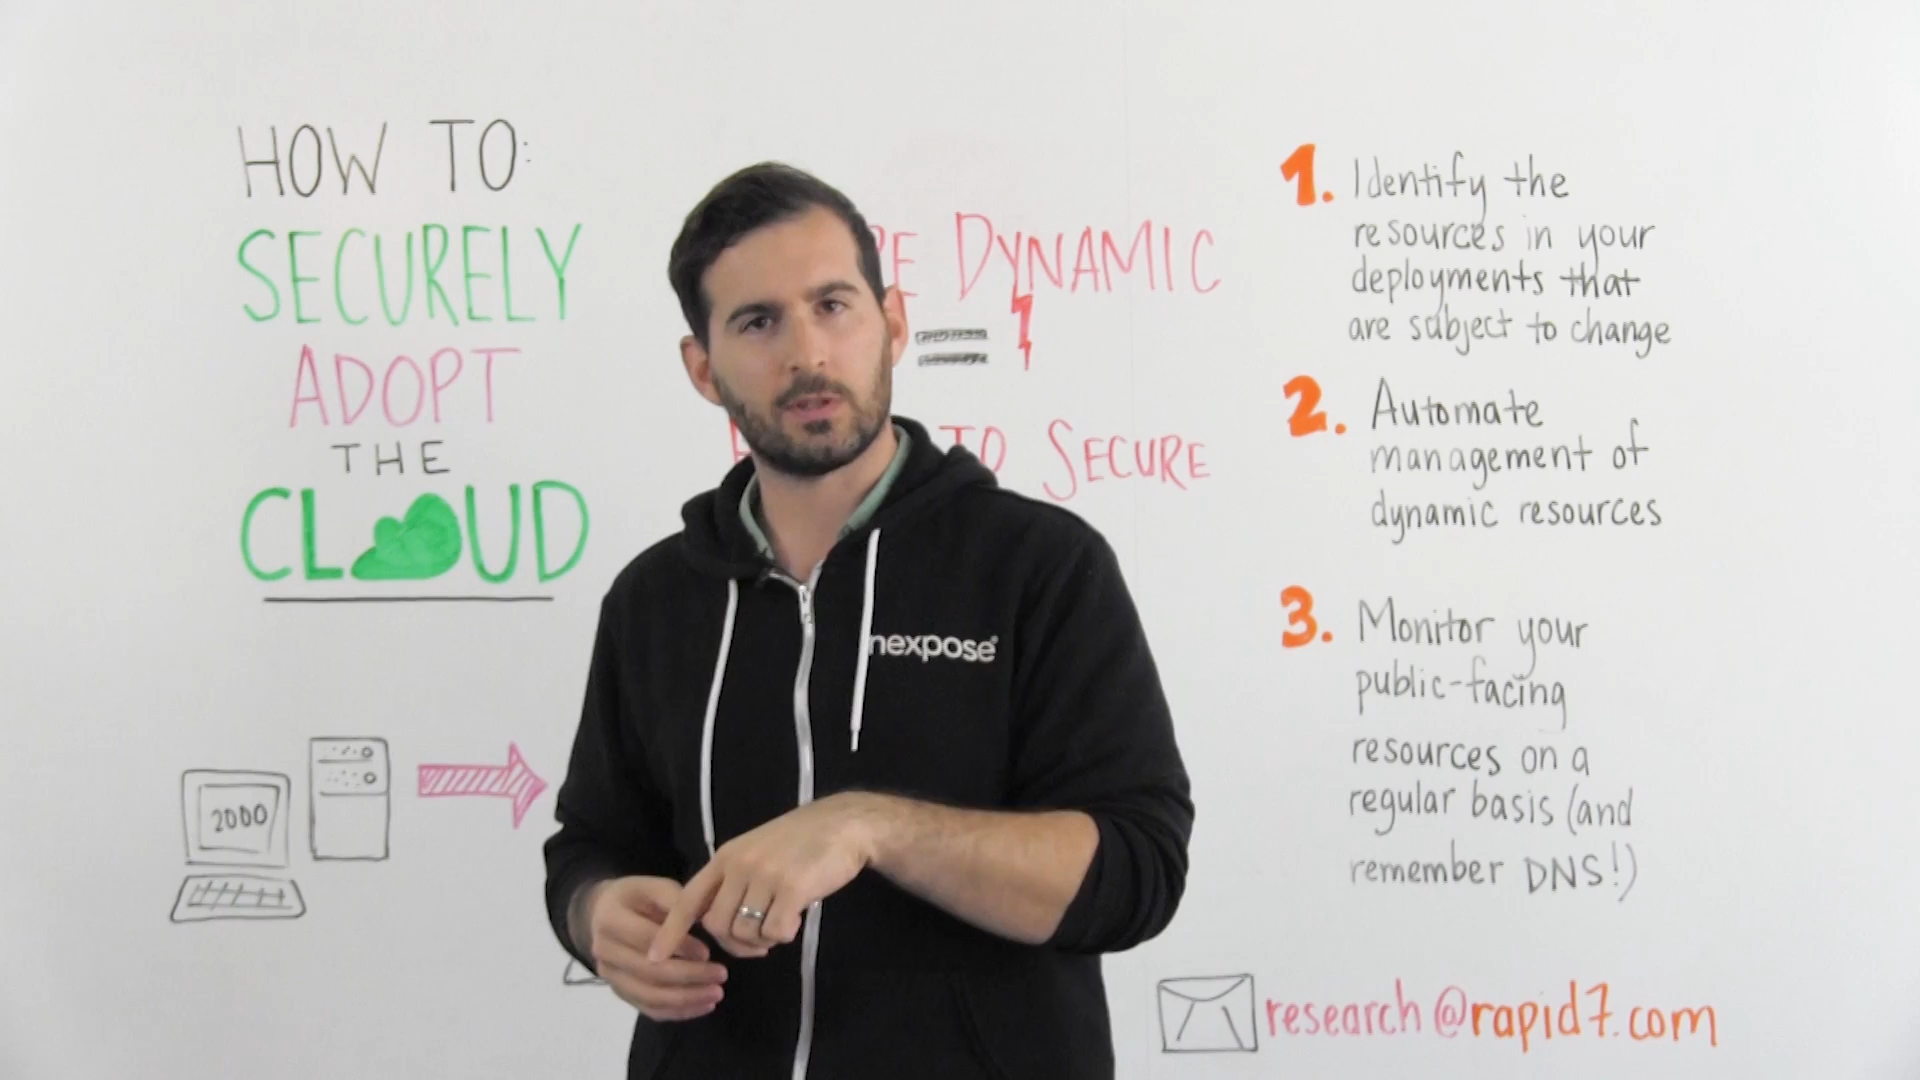 HOW TO:
SECURELY
ADOPT
THE
CLOUD
2000
DYNAMIC
=
TO SECURE
nexpose®
1. Identify the
resources in your
deployments that
are subject to change
2. Automate
management of
dynamic resources
3. Monitor your
public-facing
resources on a
regular basis (and
remember DNS!)
research@rapid7.com